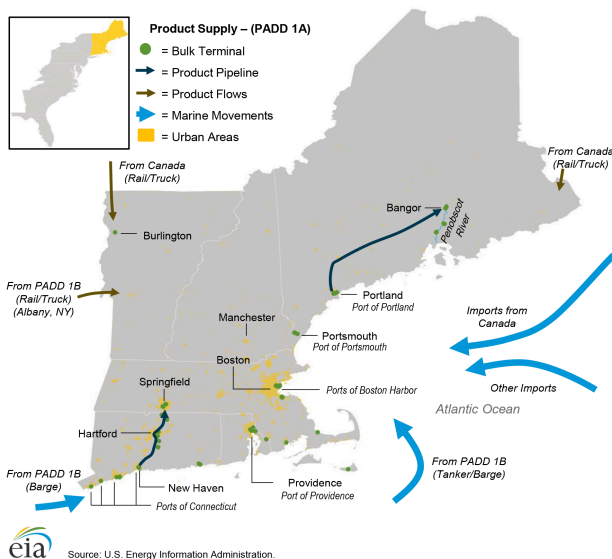 Product Supply – (PADD 1A)
= Bulk Terminal
= Product Pipeline
= Product Flows
= Marine Movements
= Urban Areas
From Canada
(Rail/Truck)
From Canada
(Rail/Truck)
Bangor
Penobscot
River
Burlington
From PADD 1B
(Rail/Truck)
(Albany, NY)
Portland
Port of Portland
Imports from
Canada
Manchester
Portsmouth
Port of Portsmouth
Boston
Springfield
Ports of Boston Harbor
Other Imports
Atlantic Ocean
Hartford
From PADD 1B
(Barge)
New Haven
Ports of Connecticut
Providence
Port of Providence
From PADD 1B
(Tanker/Barge)
eia
Source: U.S. Energy Information Administration.